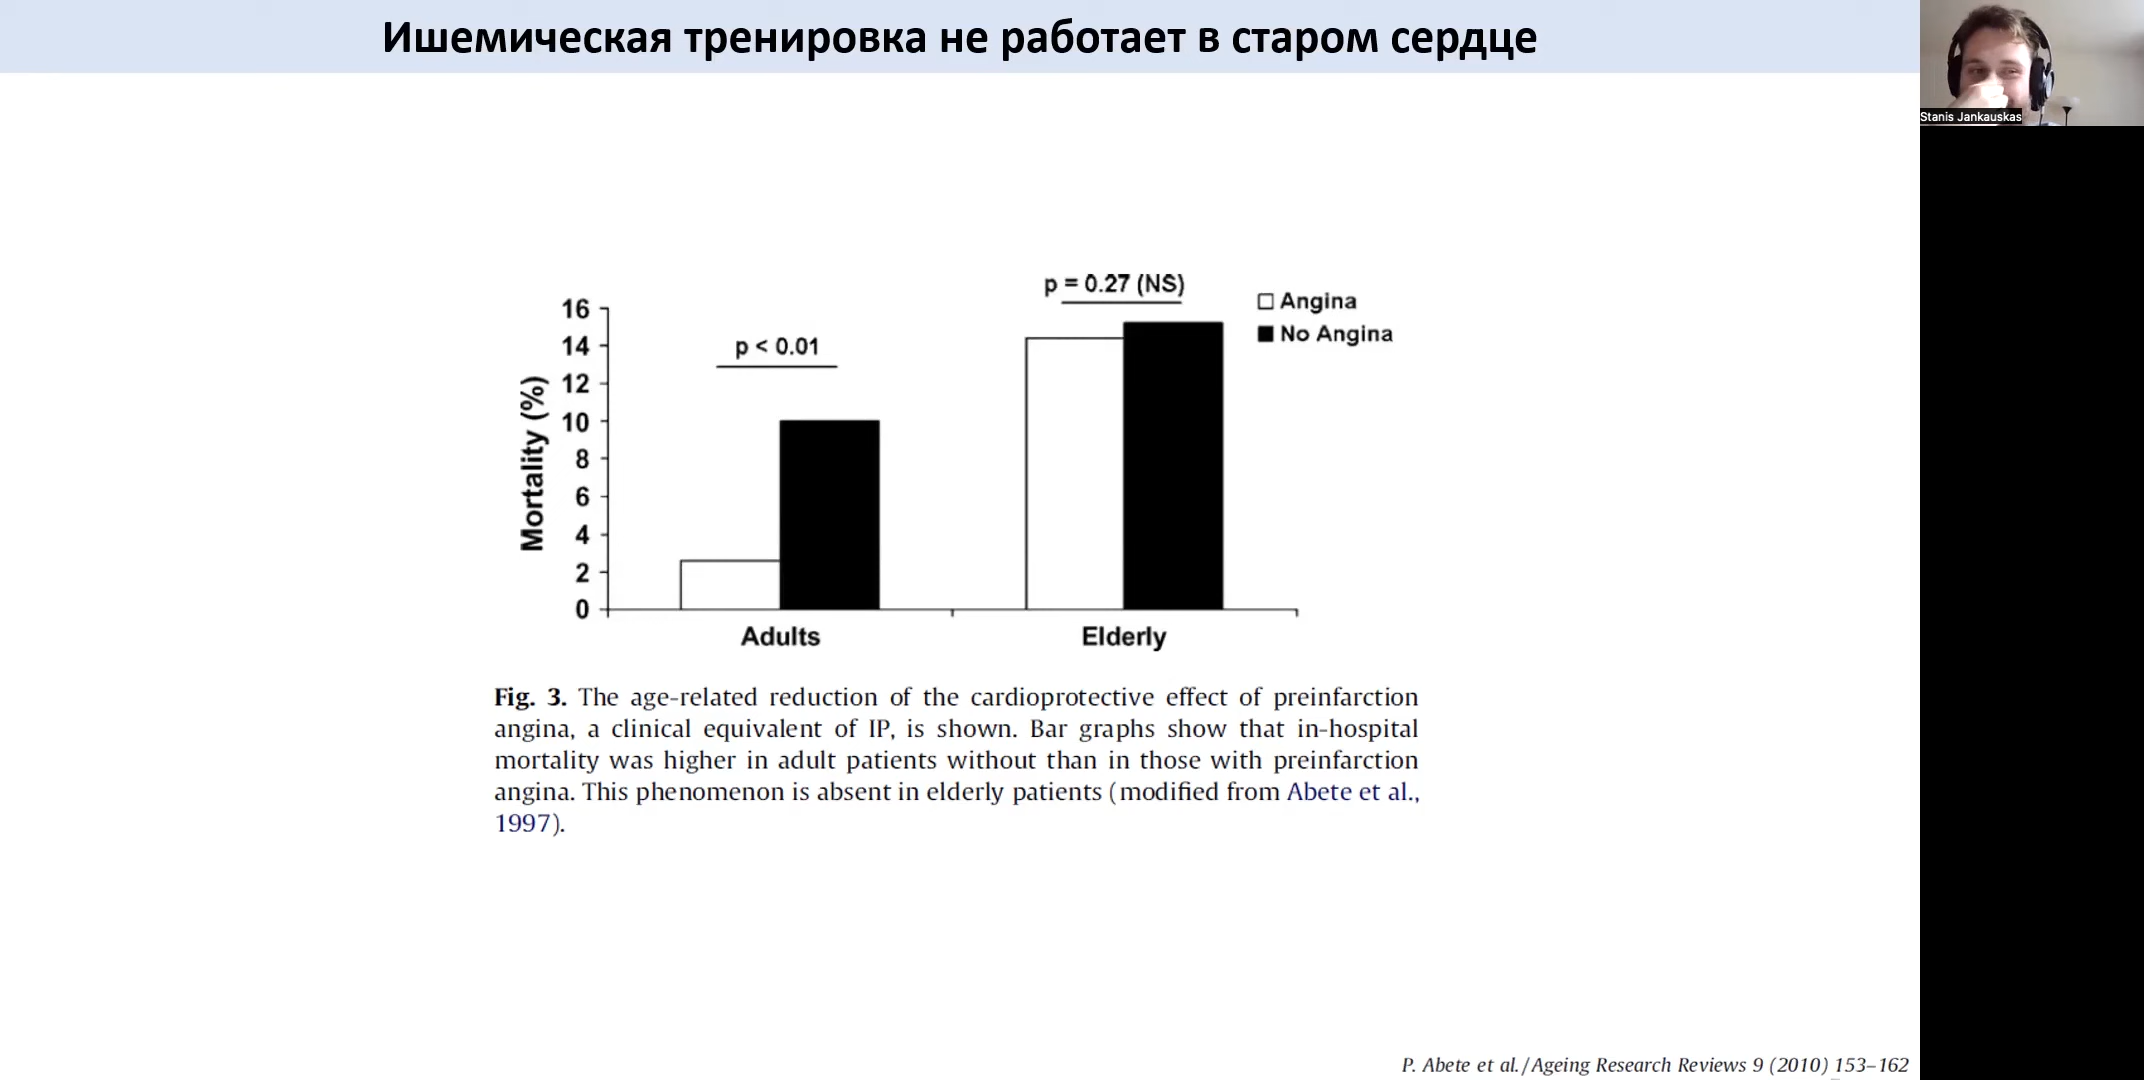 Ишемическая тренировка не работает в старом сердце
Stanis Jankauskas
p = 0.27 (NS)
p < 0.01
Angina
No Angina
Mortality (%)
16
14
12
10
8
6
4
2
0
Adults
Elderly
Fig. 3. The age-related reduction of the cardioprotective effect of preinfarction
angina, a clinical equivalent of IP, is shown. Bar graphs show that in-hospital
mortality was higher in adult patients without than in those with preinfarction
angina. This phenomenon is absent in elderly patients (modified from Abete et al.,
1997).
P. Abete et al. / Ageing Research Reviews 9 (2010) 153–162